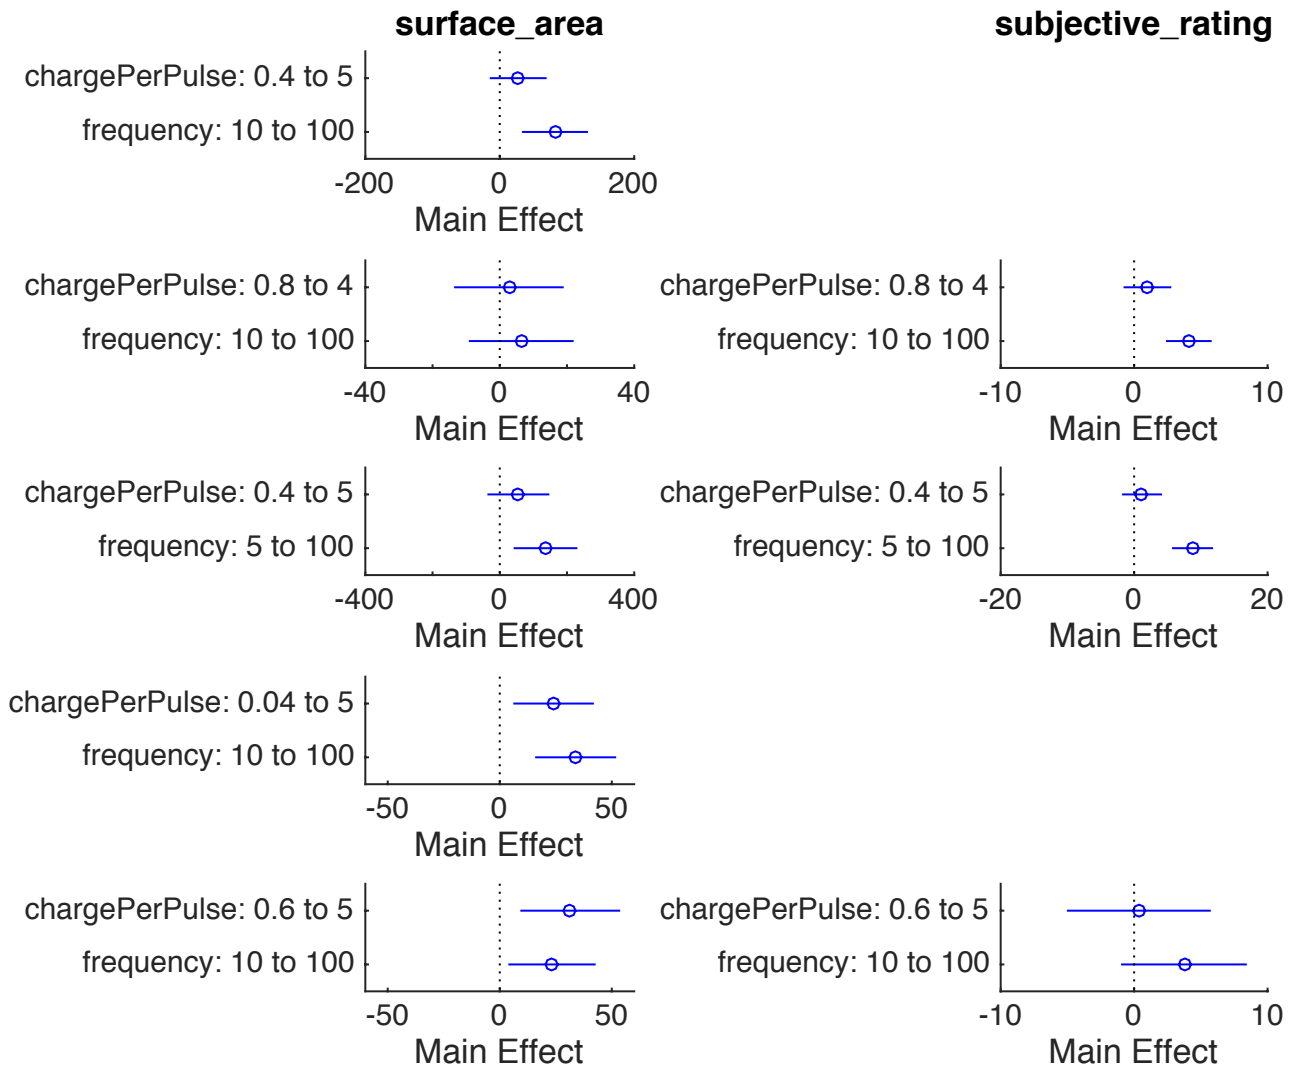 surface_area
subjective_rating
chargePerPulse: 0.4 to 5
frequency: 10 to 100
-200 0 200
Main Effect
chargePerPulse: 0.8 to 4
frequency: 10 to 100
-40 0 40
Main Effect
chargePerPulse: 0.8 to 4
frequency: 10 to 100
-10 0 10
Main Effect
chargePerPulse: 0.4 to 5
frequency: 5 to 100
-400 0 400
Main Effect
chargePerPulse: 0.4 to 5
frequency: 5 to 100
-20 0 20
Main Effect
chargePerPulse: 0.04 to 5
frequency: 10 to 100
-50 0 50
Main Effect
chargePerPulse: 0.6 to 5
frequency: 10 to 100
-50 0 50
Main Effect
chargePerPulse: 0.6 to 5
frequency: 10 to 100
-10 0 10
Main Effect